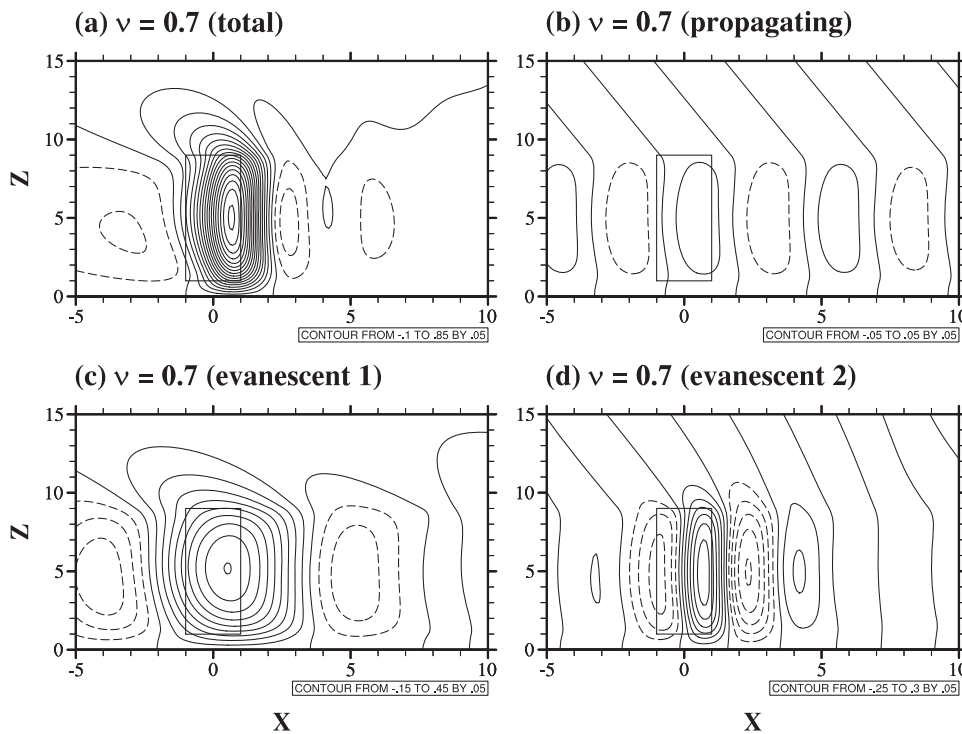 (a) ν = 0.7 (total)
(b) ν = 0.7 (propagating)
15
10
5
0
Z
-5
0
5
10
CONTOUR FROM -.1 TO .85 BY .05
15
10
5
0
-5
0
5
10
CONTOUR FROM -.05 TO .05 BY .05
(c) ν = 0.7 (evanescent 1)
(d) ν = 0.7 (evanescent 2)
15
10
5
0
Z
-5
0
5
10
CONTOUR FROM -.15 TO .45 BY .05
X
15
10
5
0
-5
0
5
10
CONTOUR FROM -.25 TO .3 BY .05
X